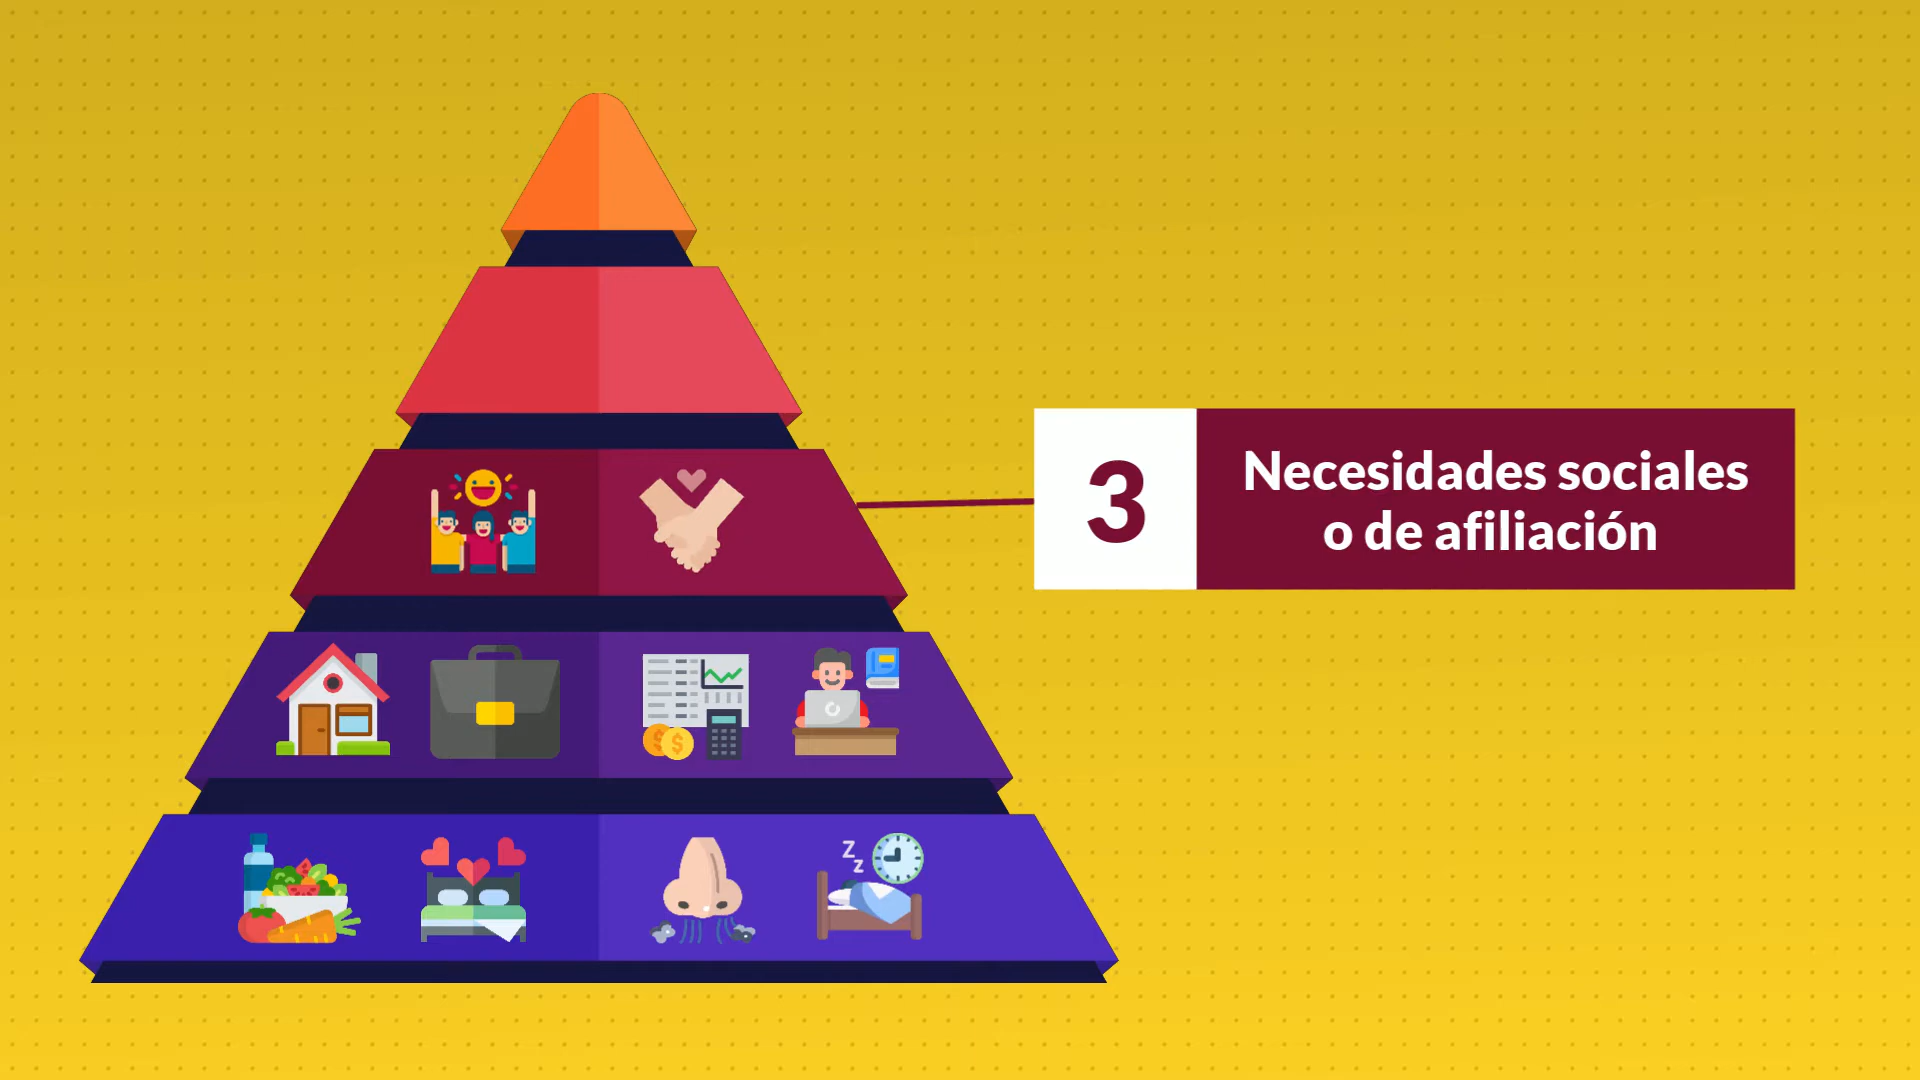 3
Necesidades sociales
o de afiliación
Z
z
$
$